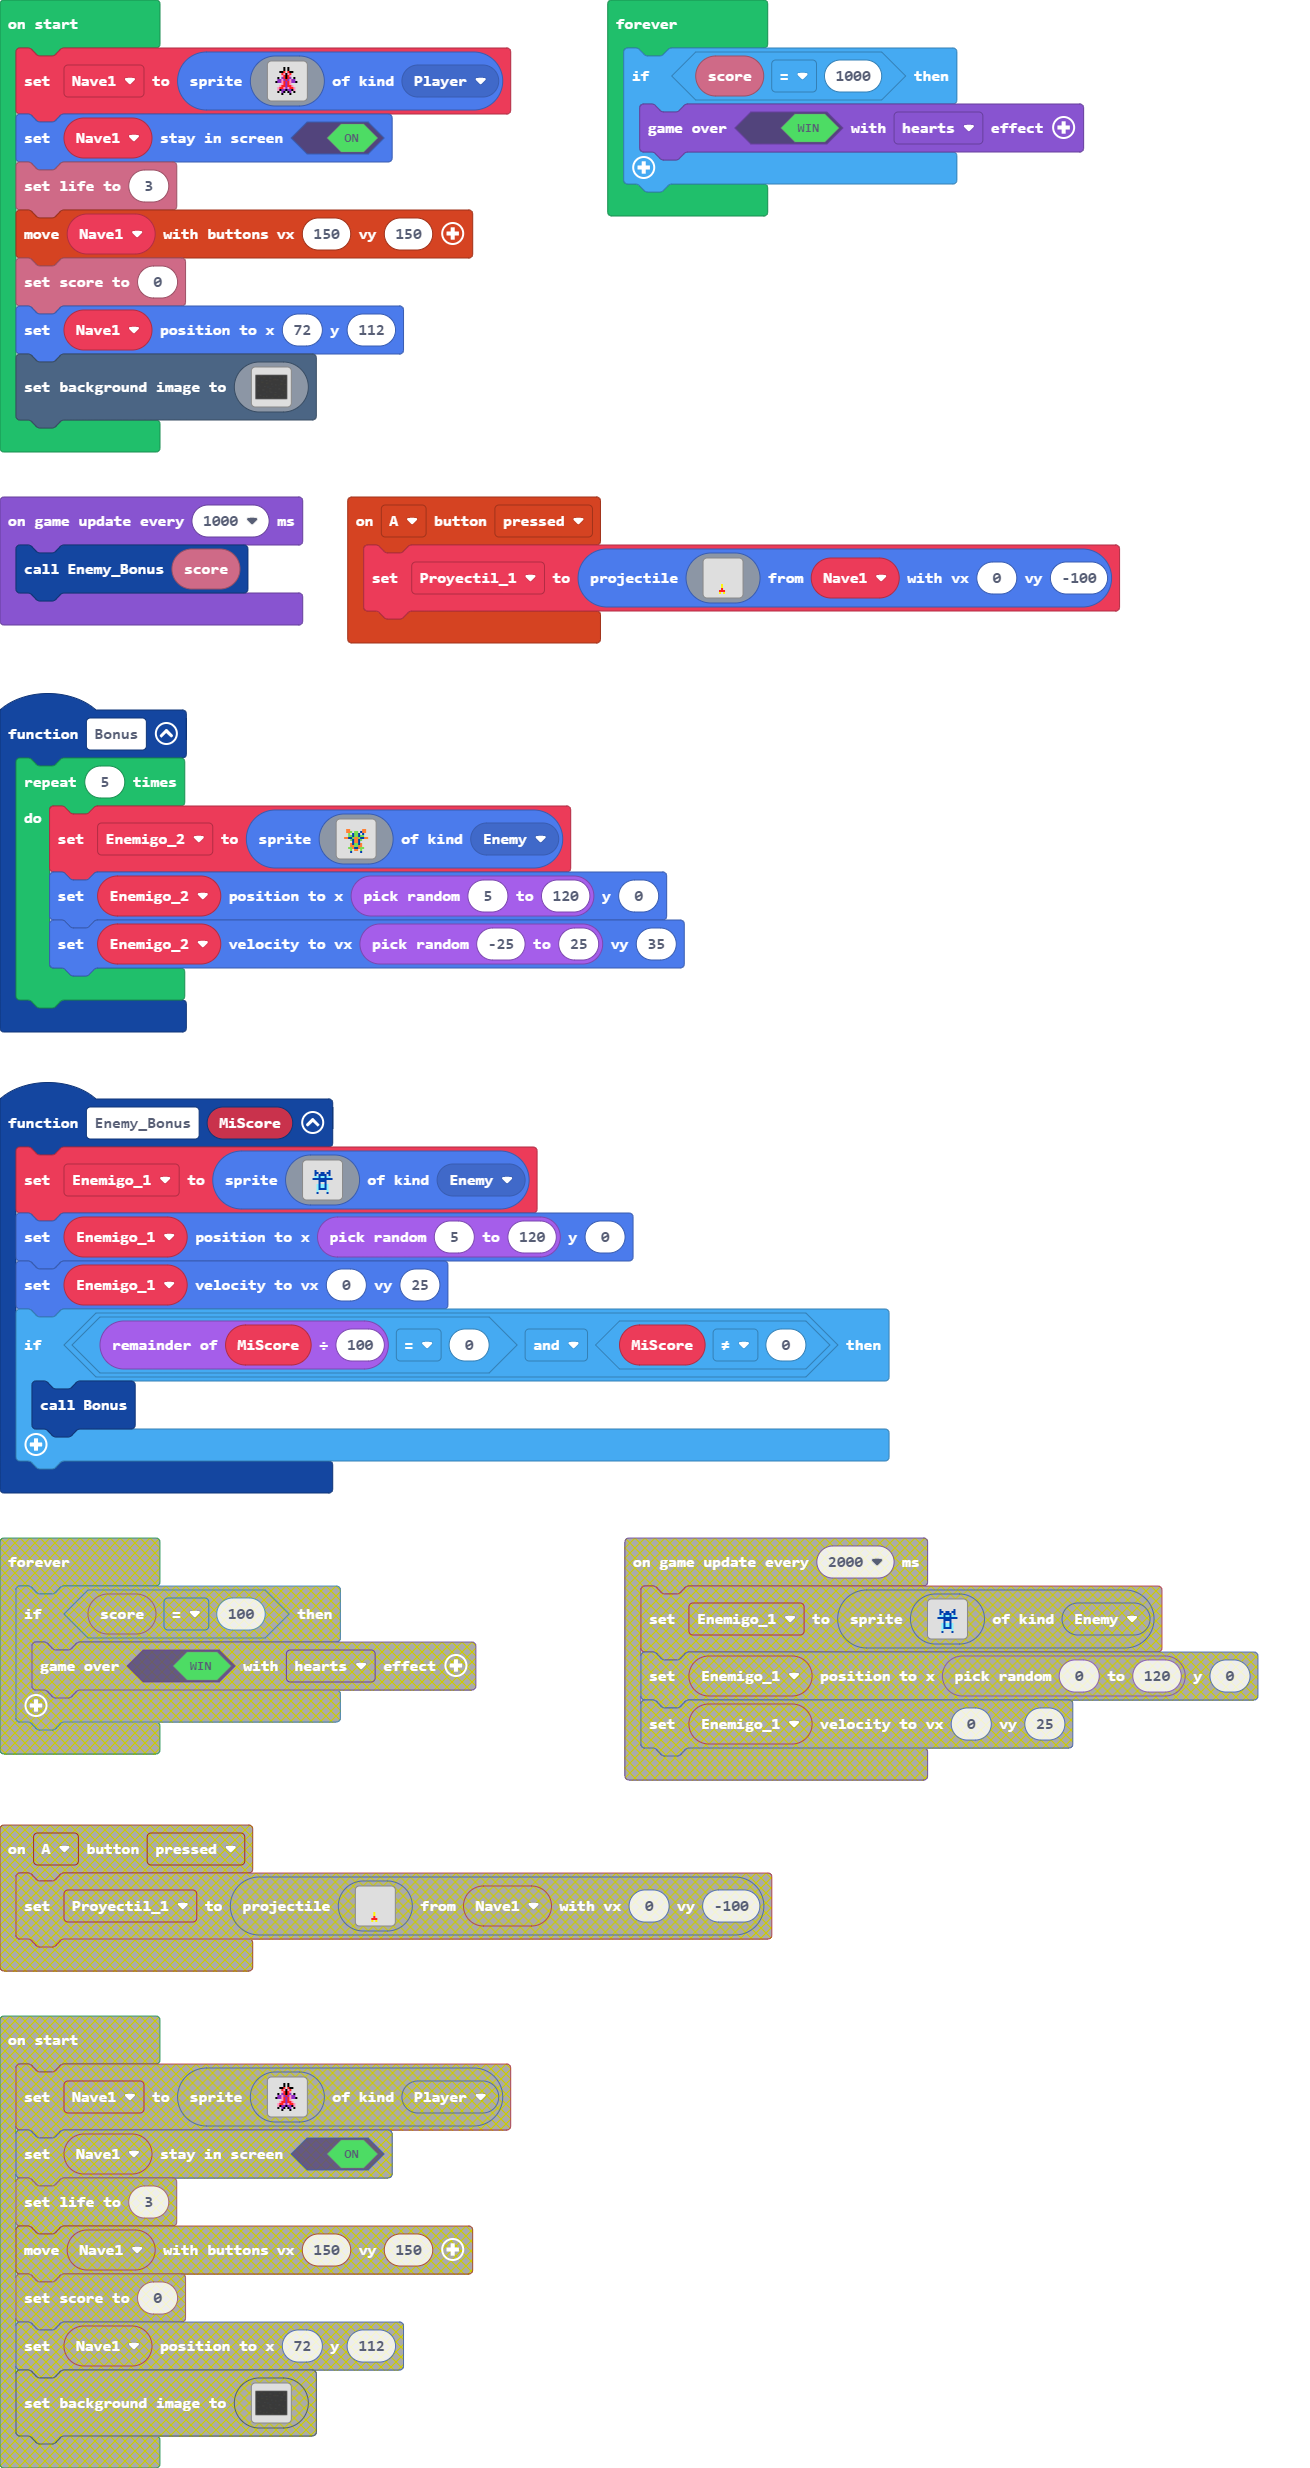 on start
set Nave1 to sprite of kind Player
set Nave1 stay in screen ON
set life to 3
move Nave1 with buttons vx 150 vy 150
set score to 0
set Nave1 position to x 72 y 112
set background image to
forever
if score = 1000 then
game over WIN with hearts effect
on game update every 1000 ms
call Enemy_Bonus score
on A button pressed
set Proyectil_1 to projectile from Nave1 with vx 0 vy -100
function Bonus
repeat 5 times
do
set Enemigo_2 to sprite of kind Enemy
set Enemigo_2 position to x pick random 5 to 120 y 0
set Enemigo_2 velocity to vx pick random -25 to 25 vy 35
function Enemy_Bonus MiScore
set Enemigo_1 to sprite of kind Enemy
set Enemigo_1 position to x pick random 5 to 120 y 0
set Enemigo_1 velocity to vx 0 vy 25
if remainder of MiScore ÷ 100 = 0 and MiScore ≠ 0 then
call Bonus
forever
if score = 100 then
game over WIN with hearts effect
on game update every 2000 ms
set Enemigo_1 to sprite of kind Enemy
set Enemigo_1 position to x pick random 0 to 120 y 0
set Enemigo_1 velocity to vx 0 vy 25
on A button pressed
set Proyectil_1 to projectile from Nave1 with vx 0 vy -100
on start
set Nave1 to sprite of kind Player
set Nave1 stay in screen ON
set life to 3
move Nave1 with buttons vx 150 vy 150
set score to 0
set Nave1 position to x 72 y 112
set background image to